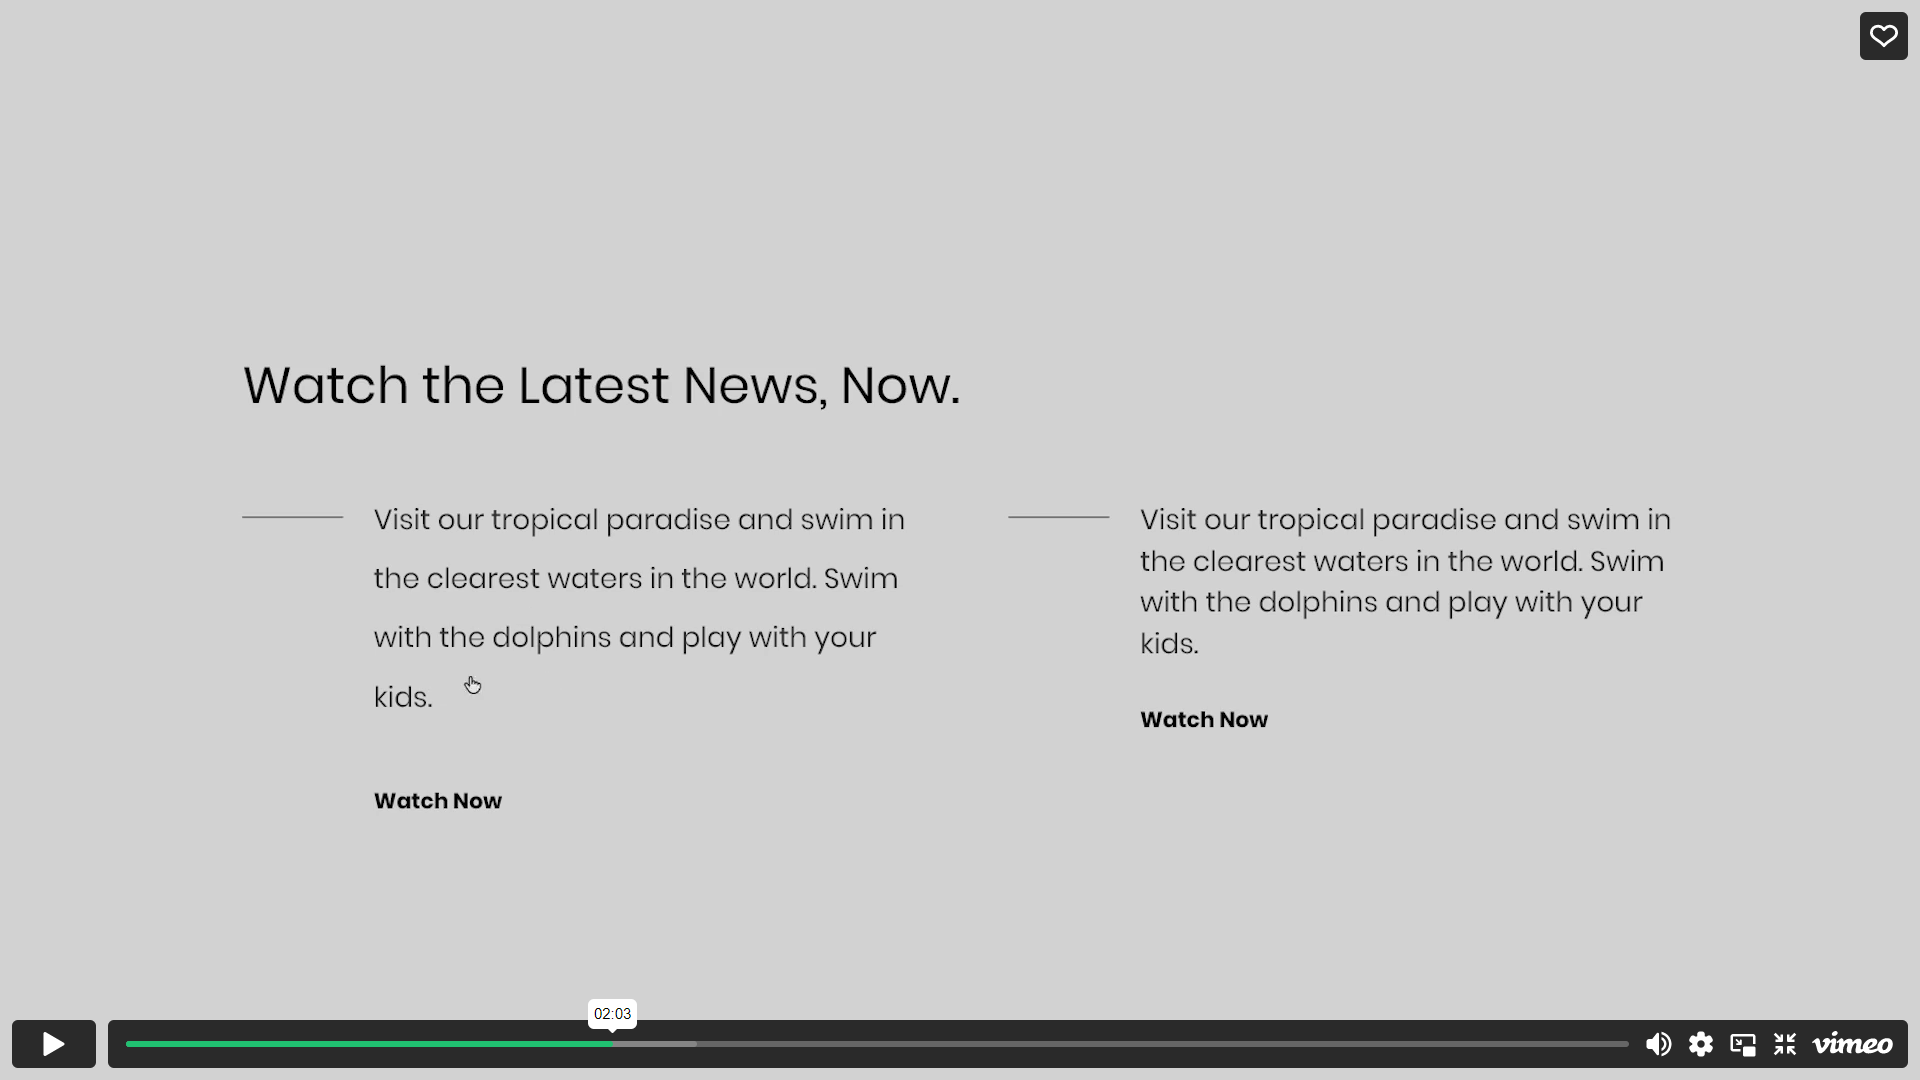 Watch the Latest News, Now.
Visit our tropical paradise and swim in
the clearest waters in the world. Swim
with the dolphins and play with your
kids.
Watch Now
Visit our tropical paradise and swim in
the clearest waters in the world. Swim
with the dolphins and play with your
kids.
Watch Now
02:03
vimeo